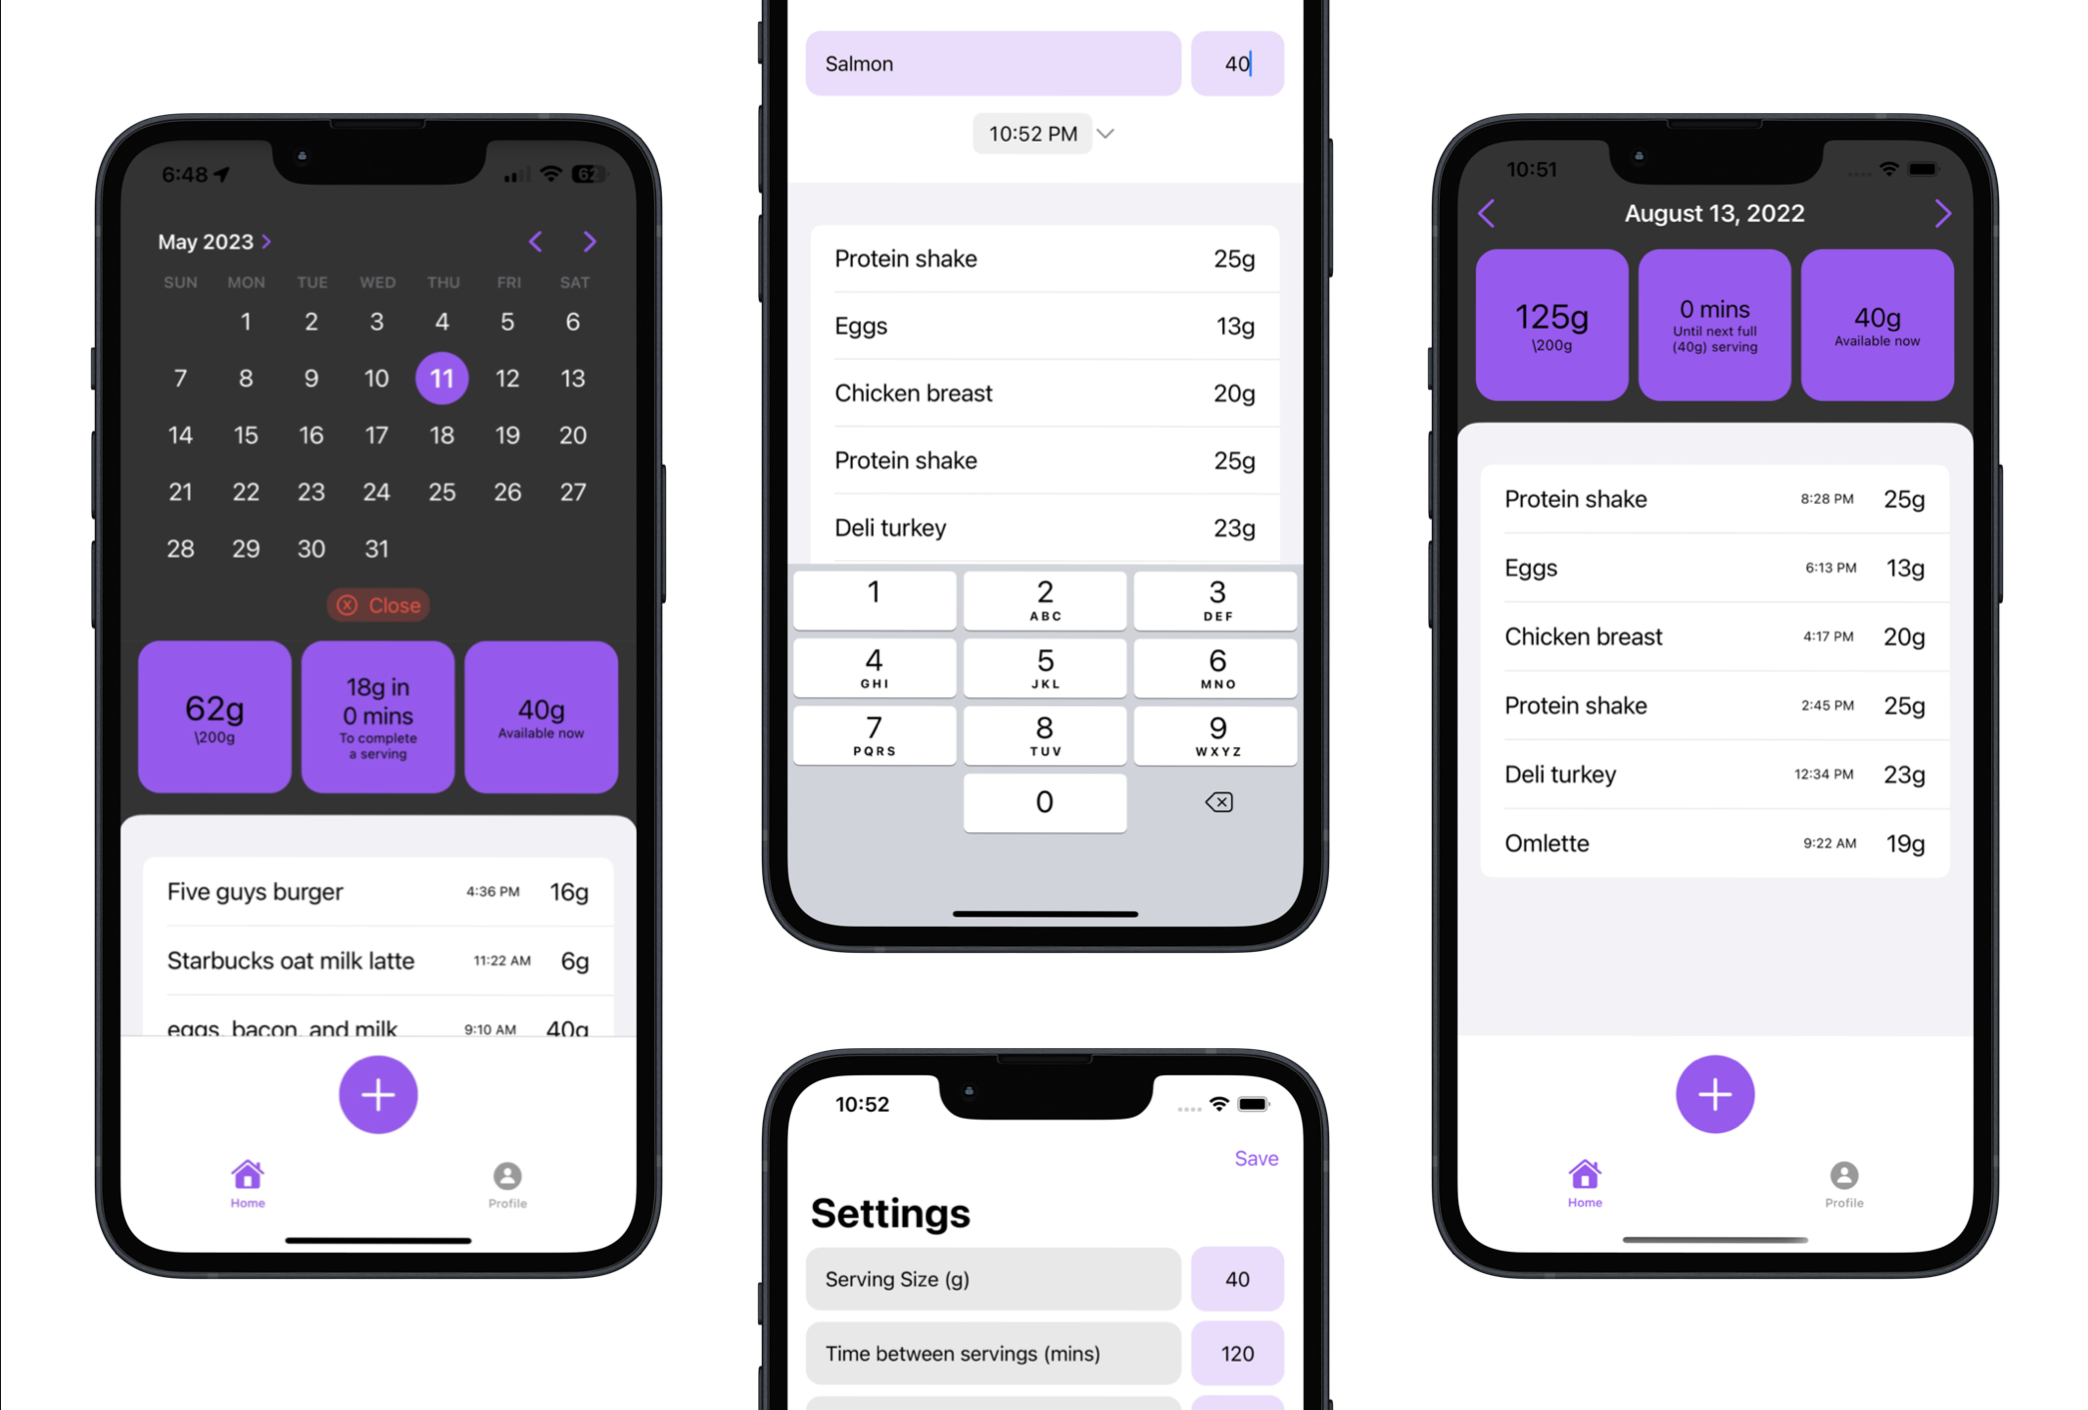 6:48
62
May 2023
SUN MON TUE WED THU FRI SAT
1 2 3 4 5 6
7 8 9 10 11 12 13
14 15 16 17 18 19 20
21 22 23 24 25 26 27
28 29 30 31
Close
62g
\200g
18g in
0 mins
To complete
a serving
40g
Available now
Five guys burger 4:36 PM 16g
Starbucks oat milk latte 11:22 AM 6g
eggs, bacon, and milk 9:10 AM 40g
Home
Profile
Salmon 40
10:52 PM
Protein shake 25g
Eggs 13g
Chicken breast 20g
Protein shake 25g
Deli turkey 23g
1 2 3
ABC DEF
4 5 6
GHI JKL MNO
7 8 9
PQRS TUV WXYZ
0
10:52
Save
Settings
Serving Size (g) 40
Time between servings (mins) 120
10:51
August 13, 2022
125g
\200g
0 mins
Until next full
(40g) serving
40g
Available now
Protein shake 8:28 PM 25g
Eggs 6:13 PM 13g
Chicken breast 4:17 PM 20g
Protein shake 2:45 PM 25g
Deli turkey 12:34 PM 23g
Omlette 9:22 AM 19g
Home
Profile